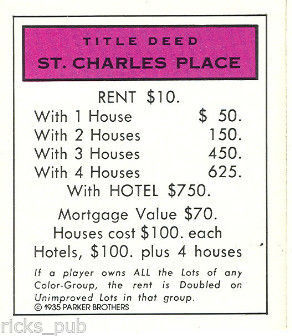 TITLE DEED
ST. CHARLES PLACE
RENT $10.
With 1 House $ 50.
With 2 Houses 150.
With 3 Houses 450.
With 4 Houses 625.
With HOTEL $750.
Mortgage Value $70.
Houses cost $100. each
Hotels, $100. plus 4 houses
If a player owns ALL the Lots of any
Color-Group, the rent is Doubled on
Unimproved Lots in that group.
© 1935 PARKER BROTHERS
ricks_pub